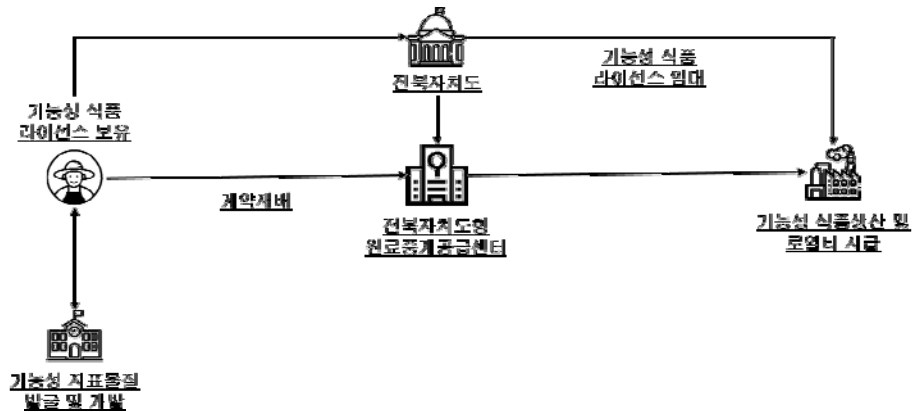 전북자치도
기능성 식품
라이선스 임대
기능성 식품
라이선스 보유
계약재배
전북자치도형
원료중계공급센터
기능성 식품생산 및
로열티 지급
기능성 지표물질
발굴 및 개발